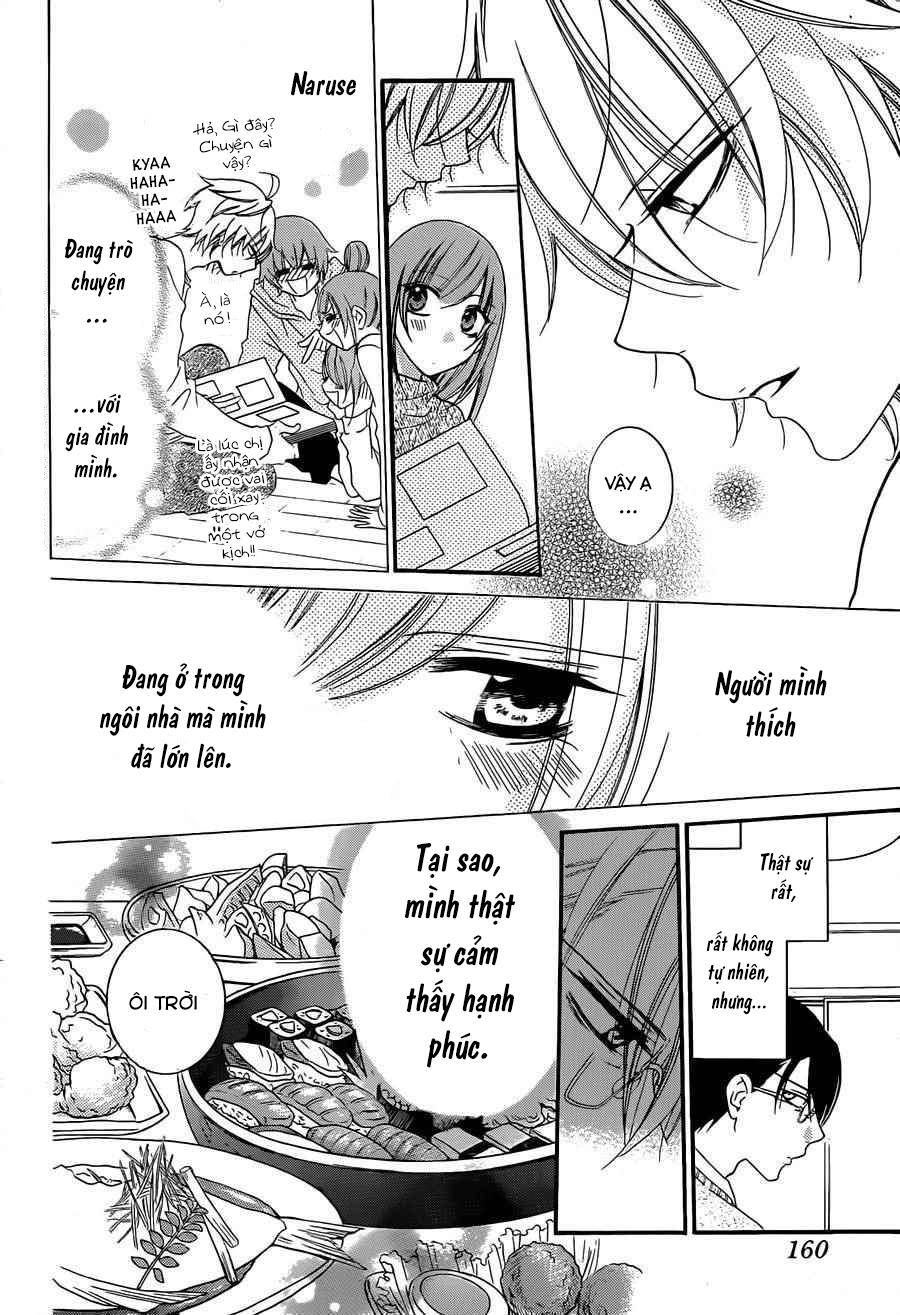 VẬY Ạ
...
Naruse
Hả, Gì đây?
Chuyện Gì
vậy?
KYAA
HAHA-
HA-
HAAA
Đang trò
chuyện
...
À, là
nó!
...với
gia đình
mình.
Là lúc chị
ấy nhận
được vai
cối xay
trong
một vở
kịch!!
Người mình
thích
Đang ở trong
ngôi nhà mà mình
đã lớn lên.
Thật sự
rất,
rất không
tự nhiên,
nhưng...
Tại sao,
mình thật
sự cảm
thấy hạnh
phúc.
ÔI TRỜI
160